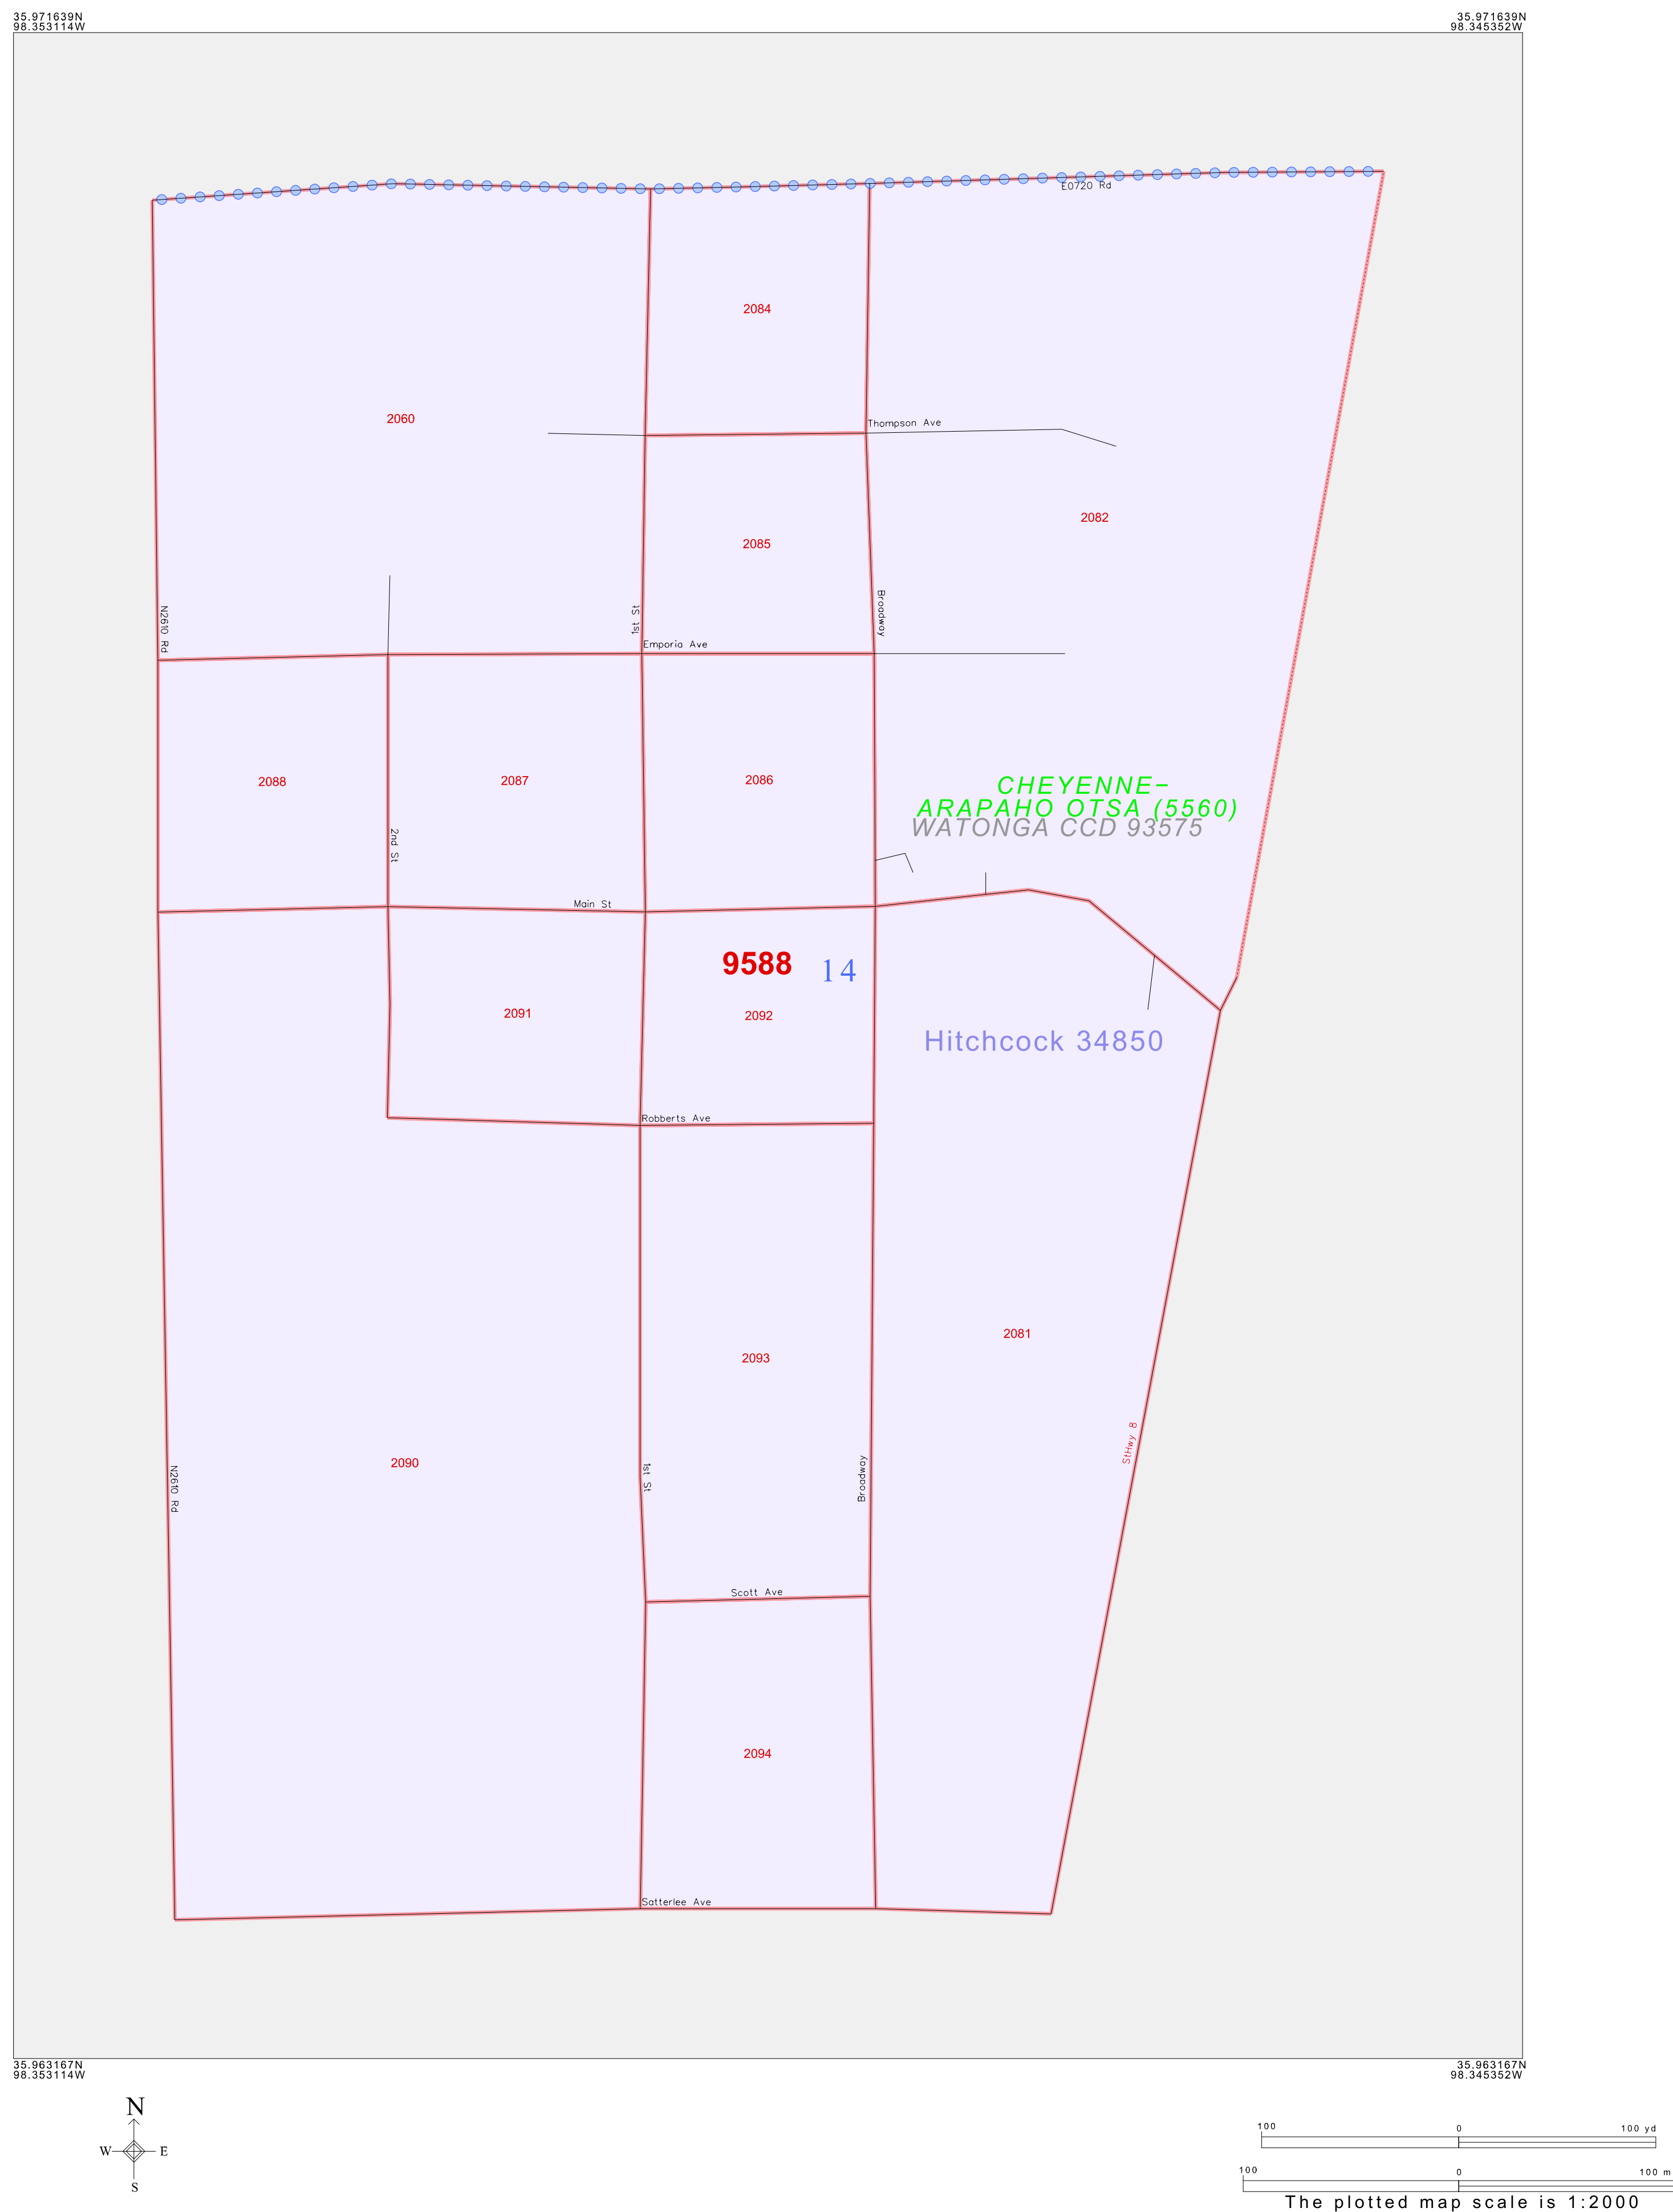 35.971639N
98.353114W
35.971639N
98.345352W
E0720 Rd
2084
2060
Thompson Ave
2082
2085
N2610 Rd
1st St
Broadway
Emporia Ave
2088
2087
2086
CHEYENNE-
ARAPAHO OTSA (5560)
WATONGA CCD 93575
2nd St
Main St
9588
14
2091
2092
Hitchcock 34850
Robberts Ave
2081
2093
StHwy 8
2090
N2610 Rd
1st St
Broadway
Scott Ave
2094
Satterlee Ave
35.963167N
98.353114W
35.963167N
98.345352W
N
W E
S
100 0 100 yd
100 0 100 m
The plotted map scale is 1:2000